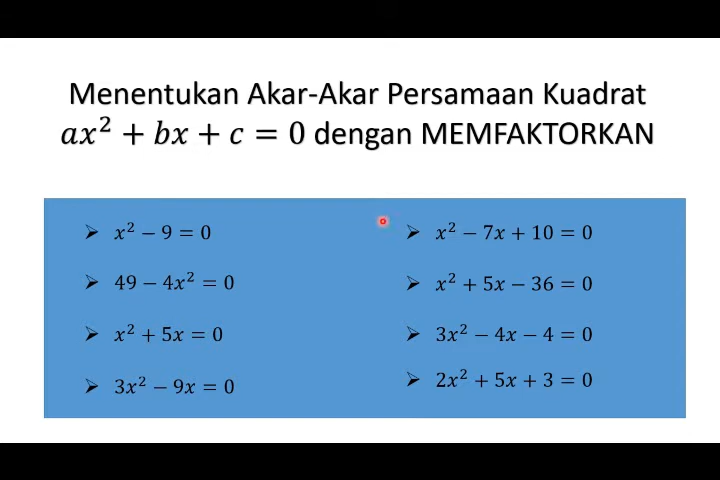 Menentukan Akar-Akar Persamaan Kuadrat
𝑎𝑥² + 𝑏𝑥 + 𝑐 = 0 dengan MEMFAKTORKAN
➢ 𝑥² − 9 = 0
➢ 49 − 4𝑥² = 0
➢ 𝑥² + 5𝑥 = 0
➢ 3𝑥² − 9𝑥 = 0
➢ 𝑥² − 7𝑥 + 10 = 0
➢ 𝑥² + 5𝑥 − 36 = 0
➢ 3𝑥² − 4𝑥 − 4 = 0
➢ 2𝑥² + 5𝑥 + 3 = 0